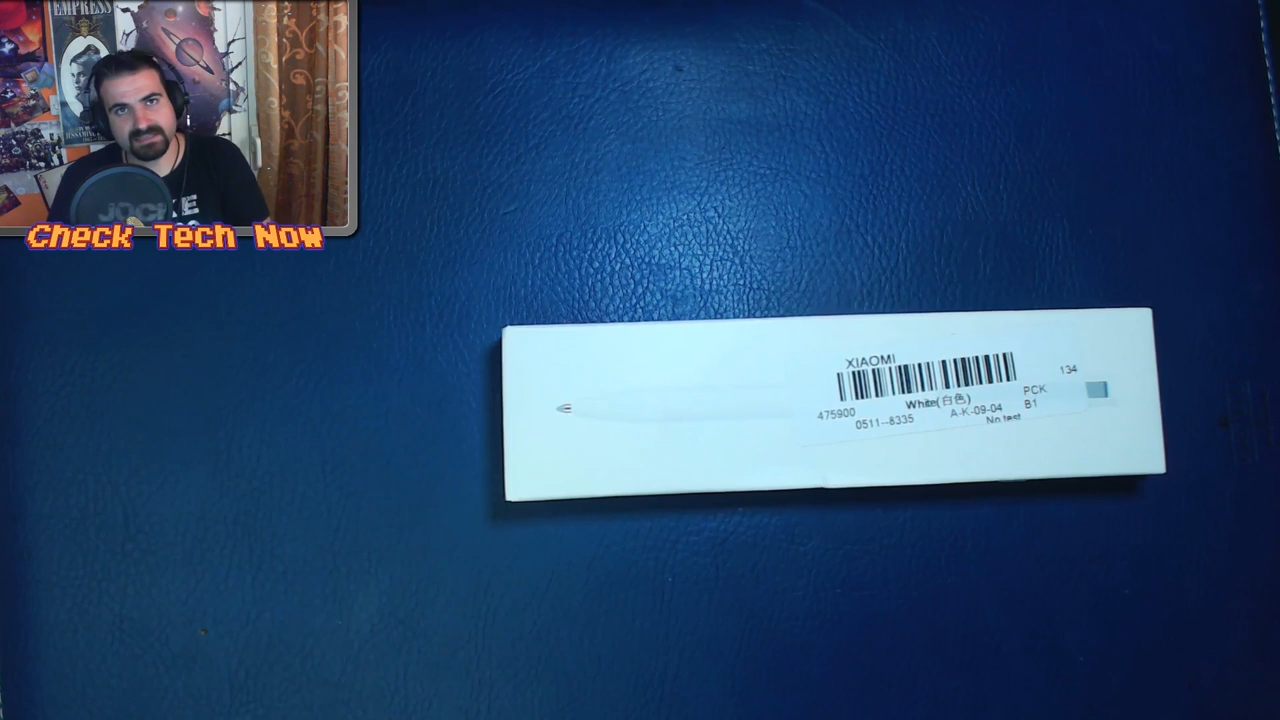 EMPRESS
Check Tech Now
XIAOMI
134
White(白色)
PCK
475900
A-K-09-04
B1
0511--8335
No test